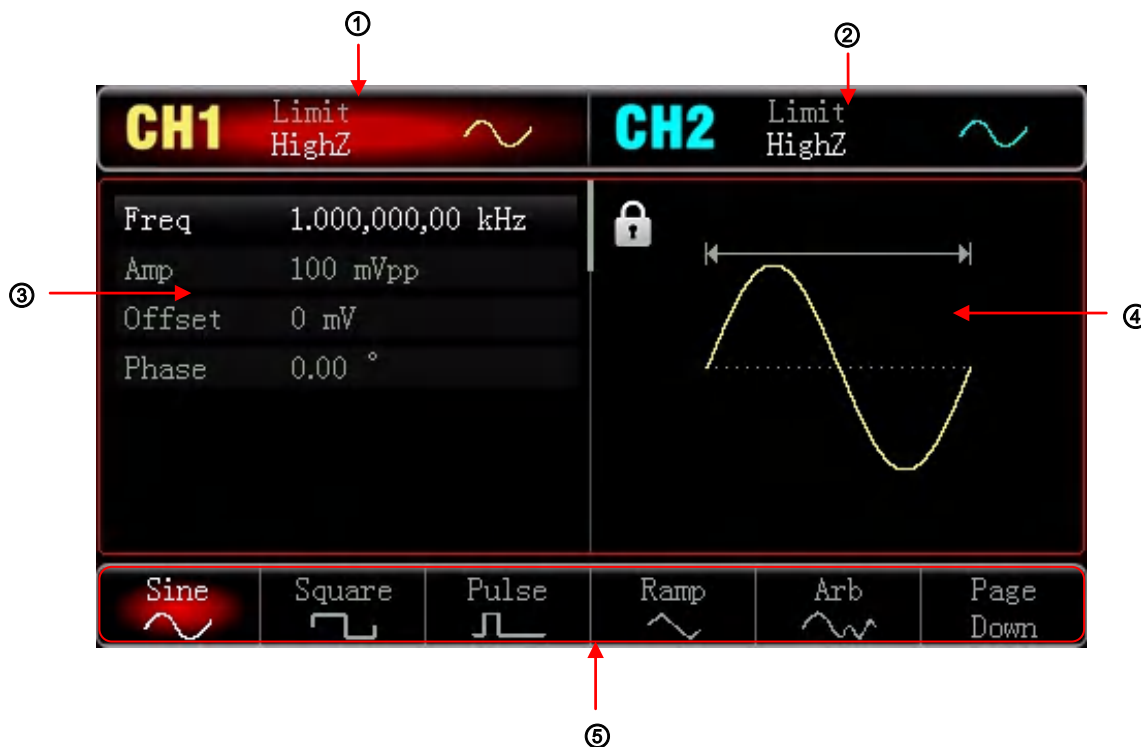 ① ②
CH1 Limit HighZ CH2 Limit HighZ
Freq 1.000,000,00 kHz
Amp 100 mVpp
③ ④
Offset 0 mV
Phase 0.00 °
Sine Square Pulse Ramp Arb Page Down
⑤